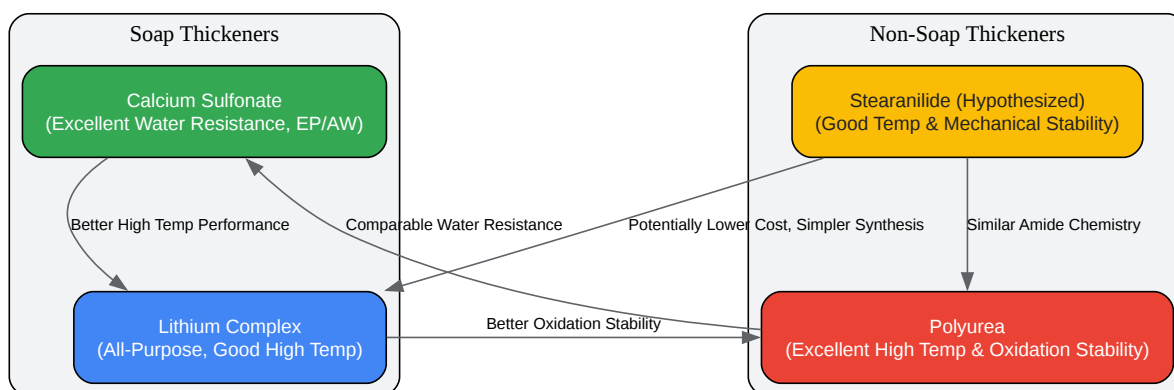 Soap Thickeners
Non-Soap Thickeners
Calcium Sulfonate
(Excellent Water Resistance, EP/AW)
Stearanilide (Hypothesized)
(Good Temp & Mechanical Stability)
Better High Temp Performance
Comparable Water Resistance
Potentially Lower Cost, Simpler Synthesis
Similar Amide Chemistry
Lithium Complex
(All-Purpose, Good High Temp)
Better Oxidation Stability
Polyurea
(Excellent High Temp & Oxidation Stability)